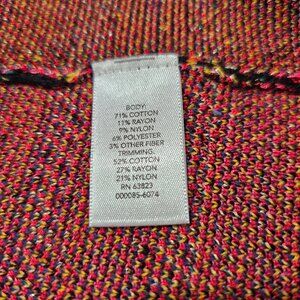 BODY:
71% COTTON
11% RAYON
9% NYLON
6% POLYESTER
3% OTHER FIBER
TRIMMING:
52% COTTON
27% RAYON
21% NYLON
RN 63823
000085-6074